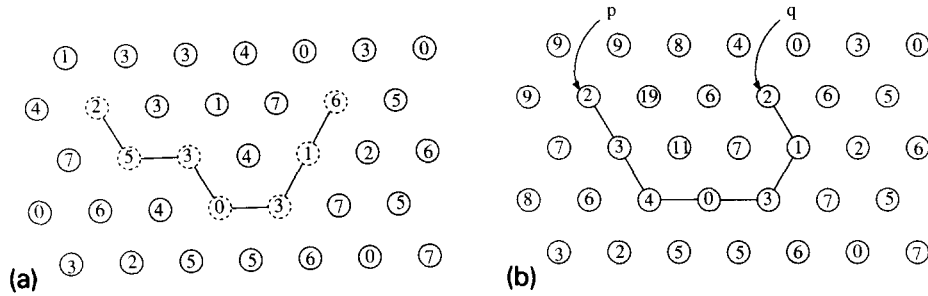 p q
1 3 3 4 0 3 0
4 2 3 1 7 6 5
7 5 3 4 1 2 6
0 6 4 0 3 7 5
3 2 5 5 6 0 7
(a)
9 9 8 4 0 3 0
9 2 19 6 2 6 5
7 3 11 7 1 2 6
8 6 4 0 3 7 5
3 2 5 5 6 0 7
(b)